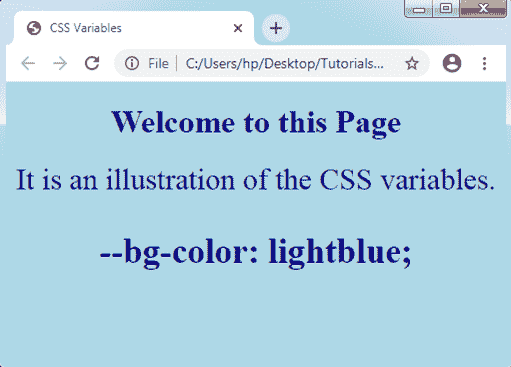 CSS Variables
File | C:/Users/hp/Desktop/Tutorials...
Welcome to this Page
It is an illustration of the CSS variables.
--bg-color: lightblue;